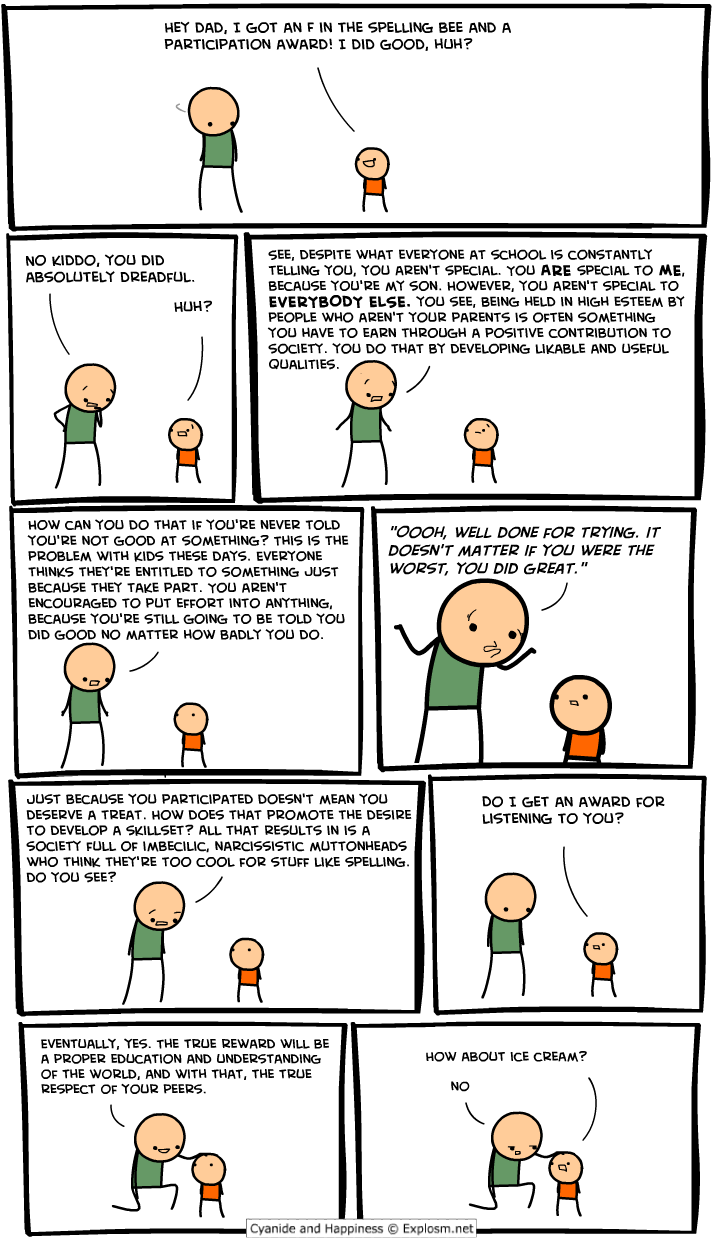 HEY DAD, I GOT AN F IN THE SPELLING BEE AND A
PARTICIPATION AWARD! I DID GOOD, HUH?
NO KIDDO, YOU DID
ABSOLUTELY DREADFUL.
HUH?
SEE, DESPITE WHAT EVERYONE AT SCHOOL IS CONSTANTLY
TELLING YOU, YOU AREN'T SPECIAL. YOU ARE SPECIAL TO ME,
BECAUSE YOU'RE MY SON. HOWEVER, YOU AREN'T SPECIAL TO
EVERYBODY ELSE. YOU SEE, BEING HELD IN HIGH ESTEEM BY
PEOPLE WHO AREN'T YOUR PARENTS IS OFTEN SOMETHING
YOU HAVE TO EARN THROUGH A POSITIVE CONTRIBUTION TO
SOCIETY. YOU DO THAT BY DEVELOPING LIKABLE AND USEFUL
QUALITIES.
HOW CAN YOU DO THAT IF YOU'RE NEVER TOLD
YOU'RE NOT GOOD AT SOMETHING? THIS IS THE
PROBLEM WITH KIDS THESE DAYS. EVERYONE
THINKS THEY'RE ENTITLED TO SOMETHING JUST
BECAUSE THEY TAKE PART. YOU AREN'T
ENCOURAGED TO PUT EFFORT INTO ANYTHING,
BECAUSE YOU'RE STILL GOING TO BE TOLD YOU
DID GOOD NO MATTER HOW BADLY YOU DO.
"OOOH, WELL DONE FOR TRYING. IT
DOESN'T MATTER IF YOU WERE THE
WORST, YOU DID GREAT."
JUST BECAUSE YOU PARTICIPATED DOESN'T MEAN YOU
DESERVE A TREAT. HOW DOES THAT PROMOTE THE DESIRE
TO DEVELOP A SKILLSET? ALL THAT RESULTS IN IS A
SOCIETY FULL OF IMBECILIC, NARCISSISTIC MUTTONHEADS
WHO THINK THEY'RE TOO COOL FOR STUFF LIKE SPELLING.
DO YOU SEE?
DO I GET AN AWARD FOR
LISTENING TO YOU?
EVENTUALLY, YES. THE TRUE REWARD WILL BE
A PROPER EDUCATION AND UNDERSTANDING
OF THE WORLD, AND WITH THAT, THE TRUE
RESPECT OF YOUR PEERS.
HOW ABOUT ICE CREAM?
NO
Cyanide and Happiness © Explosm.net